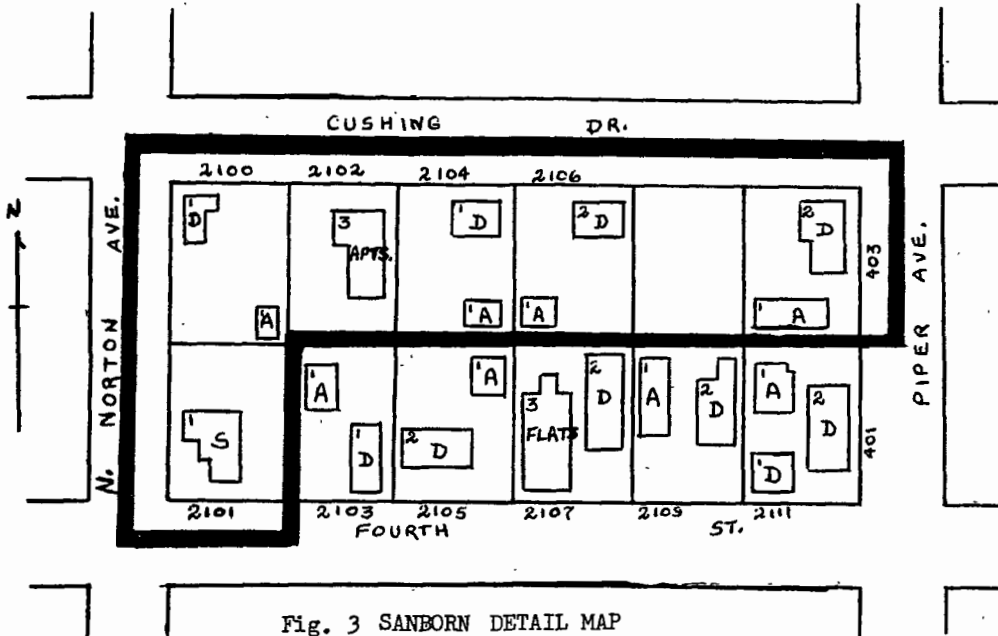 CUSHING DR.
2100 2102 2104 2106
N
N. NORTON AVE.
PIPER AVE.
1 D
3 APTS.
1 D
2 D
2 D
403
1 A
1 A
1 A
1 A
1 A
1 A
3 FLATS
2 D
1 A
2 D
1 A
2 D
401
1 S
1 D
2 D
1 D
2101 2103 2105 2107 2109 2111
FOURTH ST.
Fig. 3 SANBORN DETAIL MAP